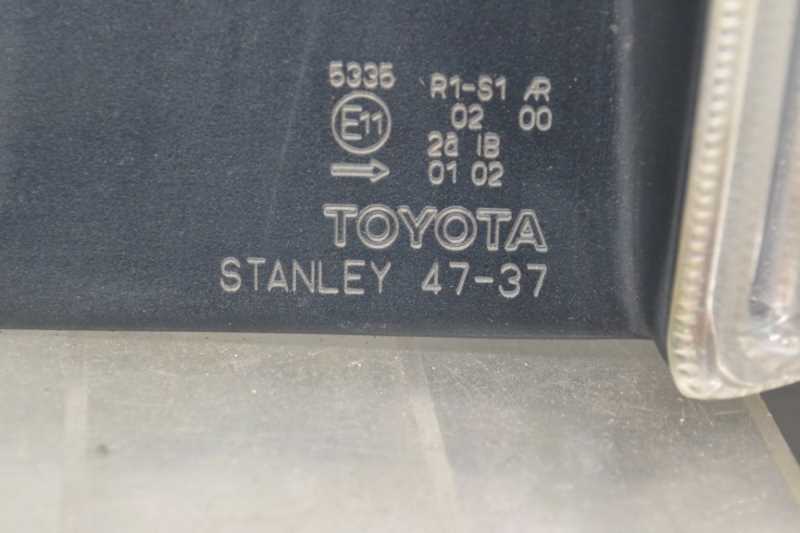 5335 R1-S1 AR
E11 02 00
2a IB
→ 01 02
TOYOTA
STANLEY 47-37